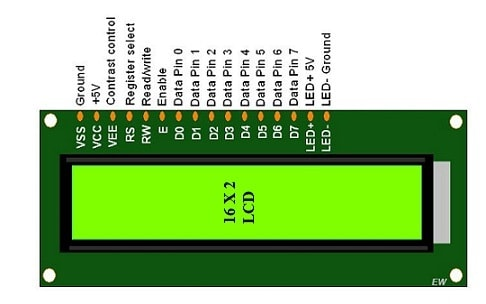 Ground
+5V
Contrast control
Register select
Read/write
Enable
Data Pin 0
Data Pin 1
Data Pin 2
Data Pin 3
Data Pin 4
Data Pin 5
Data Pin 6
Data Pin 7
LED+ 5V
LED- Ground
VSS
VCC
VEE
RS
RW
E
D0
D1
D2
D3
D4
D5
D6
D7
LED+
LED-
16 X 2
LCD
EW